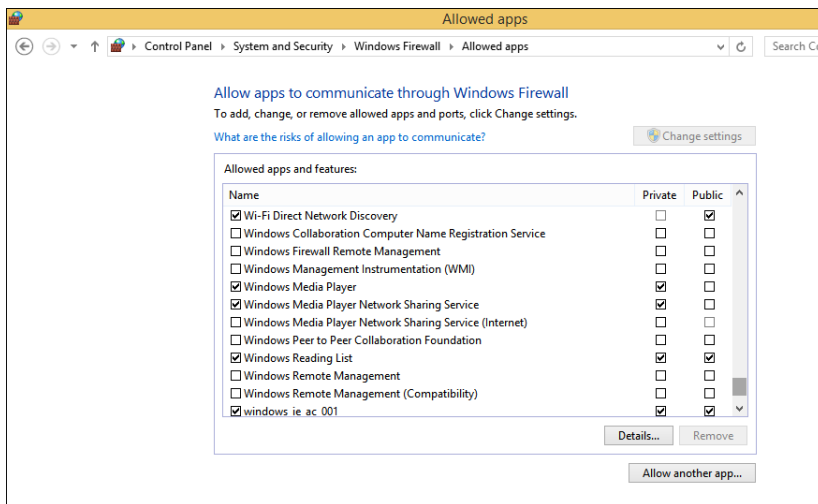 Allowed apps
Control Panel System and Security Windows Firewall Allowed apps
Search Co
Allow apps to communicate through Windows Firewall
To add, change, or remove allowed apps and ports, click Change settings.
What are the risks of allowing an app to communicate?
Change settings
Allowed apps and features:
Name Private Public
Wi-Fi Direct Network Discovery
Windows Collaboration Computer Name Registration Service
Windows Firewall Remote Management
Windows Management Instrumentation (WMI)
Windows Media Player
Windows Media Player Network Sharing Service
Windows Media Player Network Sharing Service (Internet)
Windows Peer to Peer Collaboration Foundation
Windows Reading List
Windows Remote Management
Windows Remote Management (Compatibility)
windows_ie_ac_001
Details... Remove
Allow another app...